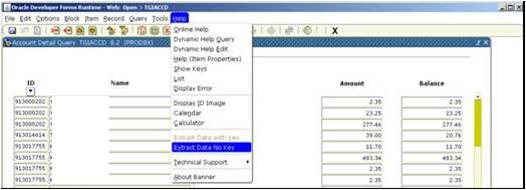 Oracle Developer Forms Runtime - Web: Open > TGIACCD
File Edit Options Block Item Record Query Tools Help
Account Detail Query TGIACCD 8.2 (PRODBX)
Online Help
Dynamic Help Query
Dynamic Help Edit
Help (Item Properties)
Show Keys
List
Display Error
Display ID Image
Calendar
Calculator
Extract Data with Key
Extract Data No Key
Technical Support
About Banner
ID Name Amount Balance
913000202 2.35 2.35
913000202 23.25 23.25
913000202 277.46 277.46
913014614 39.00 20.76
913017755 11.70 11.70
913017755 483.34 483.34
913017755 2.35 2.35
913017755 2.35 2.35